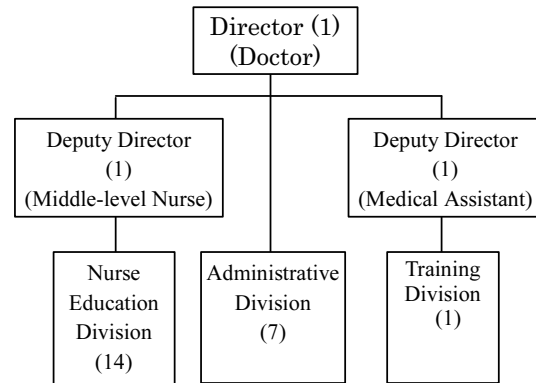 Director (1)
(Doctor)
Deputy Director
(1)
(Middle-level Nurse)
Deputy Director
(1)
(Medical Assistant)
Nurse
Education
Division
(14)
Administrative
Division
(7)
Training
Division
(1)